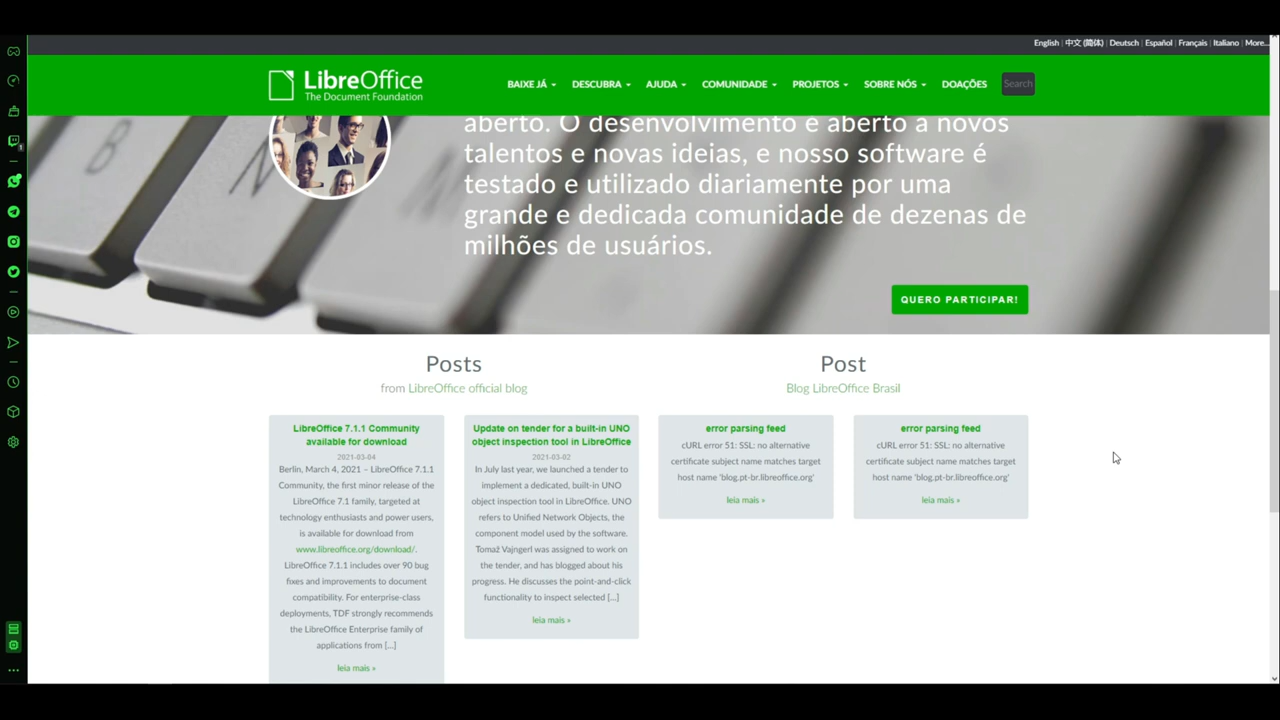 English | 中文 (简体) | Deutsch | Español | Français | Italiano | More...
LibreOffice
The Document Foundation
BAIXE JÁ
DESCUBRA
AJUDA
COMUNIDADE
PROJETOS
SOBRE NÓS
DOAÇÕES
Search
aberto. O desenvolvimento é aberto a novos
talentos e novas ideias, e nosso software é
testado e utilizado diariamente por uma
grande e dedicada comunidade de dezenas de
milhões de usuários.
QUERO PARTICIPAR!
Posts
from LibreOffice official blog
LibreOffice 7.1.1 Community
available for download
2021-03-04
Berlin, March 4, 2021 – LibreOffice 7.1.1
Community, the first minor release of the
LibreOffice 7.1 family, targeted at
technology enthusiasts and power users,
is available for download from
www.libreoffice.org/download/.
LibreOffice 7.1.1 includes over 90 bug
fixes and improvements to document
compatibility. For enterprise-class
deployments, TDF strongly recommends
the LibreOffice Enterprise family of
applications from [...]
leia mais »
Update on tender for a built-in UNO
object inspection tool in LibreOffice
2021-03-02
In July last year, we launched a tender to
implement a dedicated, built-in UNO
object inspection tool in LibreOffice. UNO
refers to Unified Network Objects, the
component model used by the software.
Tomaž Vajngerl was assigned to work on
the tender, and has blogged about his
progress. He discusses the point-and-click
functionality to inspect selected [...]
leia mais »
Post
Blog LibreOffice Brasil
error parsing feed
cURL error 51: SSL: no alternative
certificate subject name matches target
host name 'blog.pt-br.libreoffice.org'
leia mais »
error parsing feed
cURL error 51: SSL: no alternative
certificate subject name matches target
host name 'blog.pt-br.libreoffice.org'
leia mais »